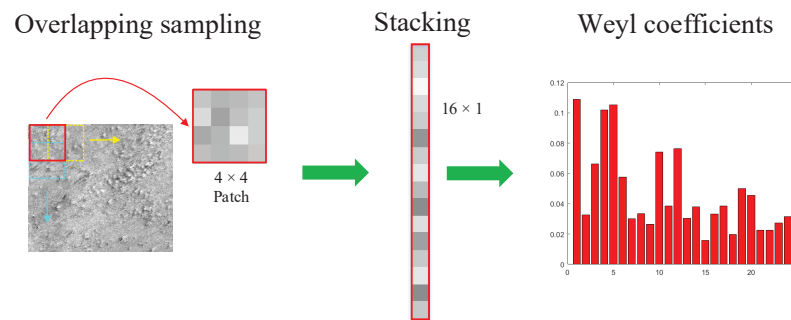 Overlapping sampling
Stacking
Weyl coefficients
4 × 4
Patch
16 × 1
0.12
0.1
0.08
0.06
0.04
0.02
0
0 5 10 15 20